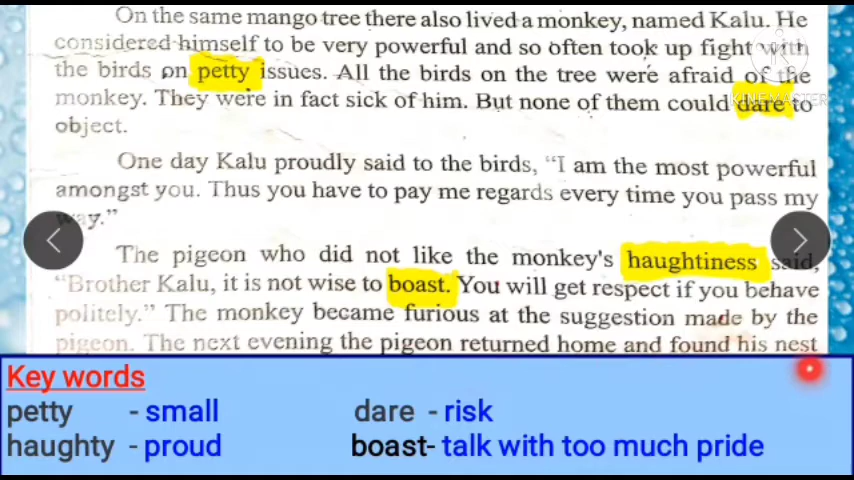 On the same mango tree there also lived a monkey, named Kalu. He
considered himself to be very powerful and so often took up fight with
the birds on petty issues. All the birds on the tree were afraid of the
monkey. They were in fact sick of him. But none of them could dare to
KINEMASTER
object.
One day Kalu proudly said to the birds, “I am the most powerful
amongst you. Thus you have to pay me regards every time you pass my
way.”
The pigeon who did not like the monkey's haughtiness said,
“Brother Kalu, it is not wise to boast. You will get respect if you behave
politely.” The monkey became furious at the suggestion made by the
pigeon. The next evening the pigeon returned home and found his nest
Key words
petty - small dare - risk
haughty - proud boast- talk with too much pride